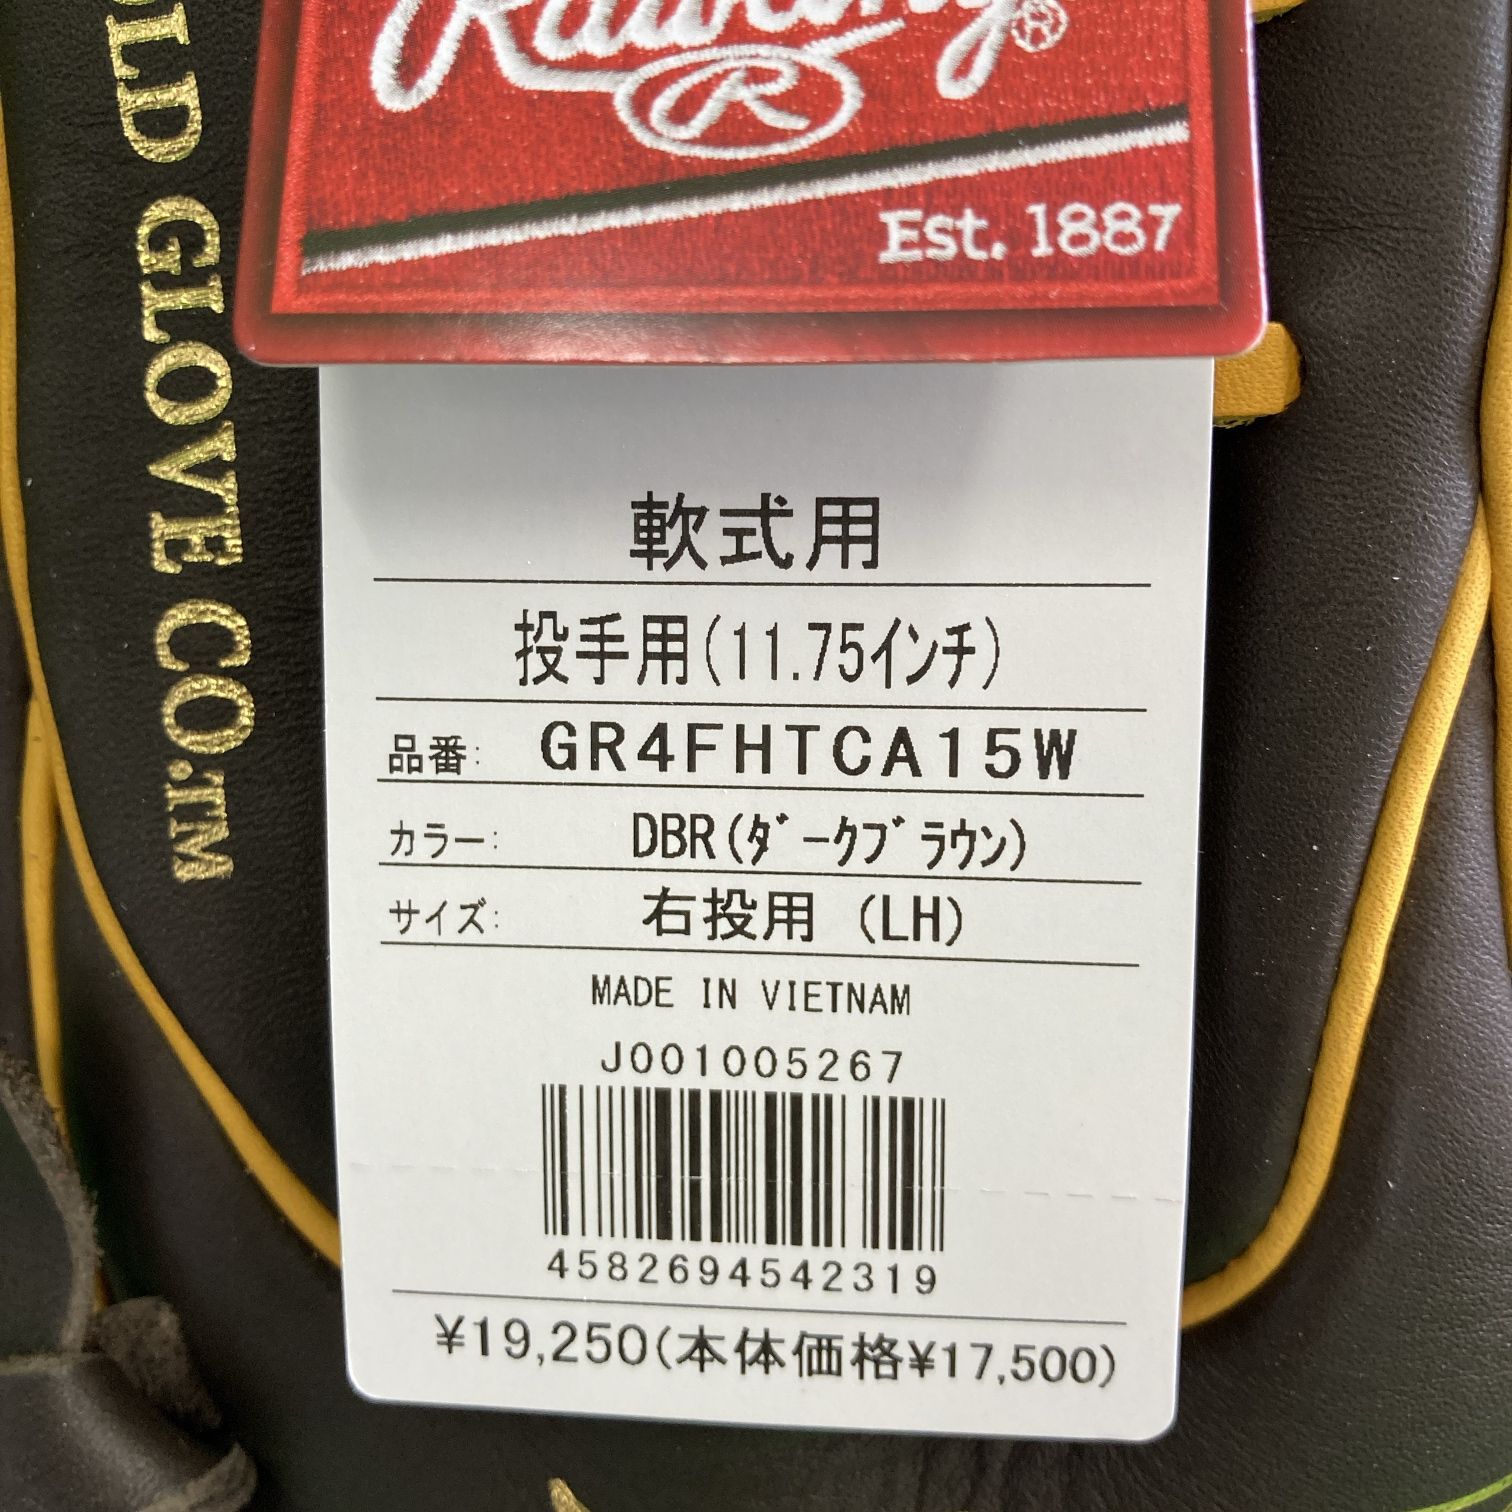 Rawlings®
R
Est. 1887
GOLD GLOVE CO.TM
軟式用
投手用(11.75インチ)
品番: GR4FHTCA15W
カラー: DBR(ダークブラウン)
サイズ: 右投用 (LH)
MADE IN VIETNAM
J001005267
4582694542319
¥19,250(本体価格¥17,500)